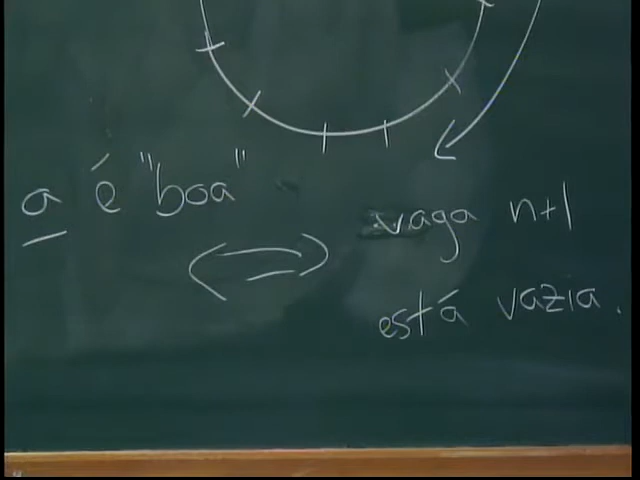 a é "boa"
⟺ vaga n+1
está vazia.